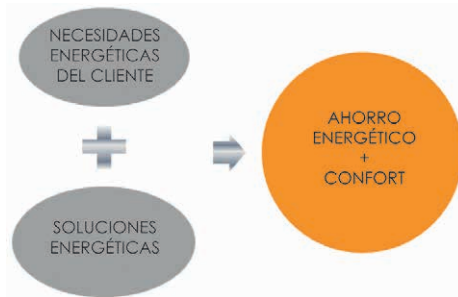 NECESIDADES
ENERGÉTICAS
DEL CLIENTE
SOLUCIONES
ENERGÉTICAS
AHORRO
ENERGÉTICO
+
CONFORT